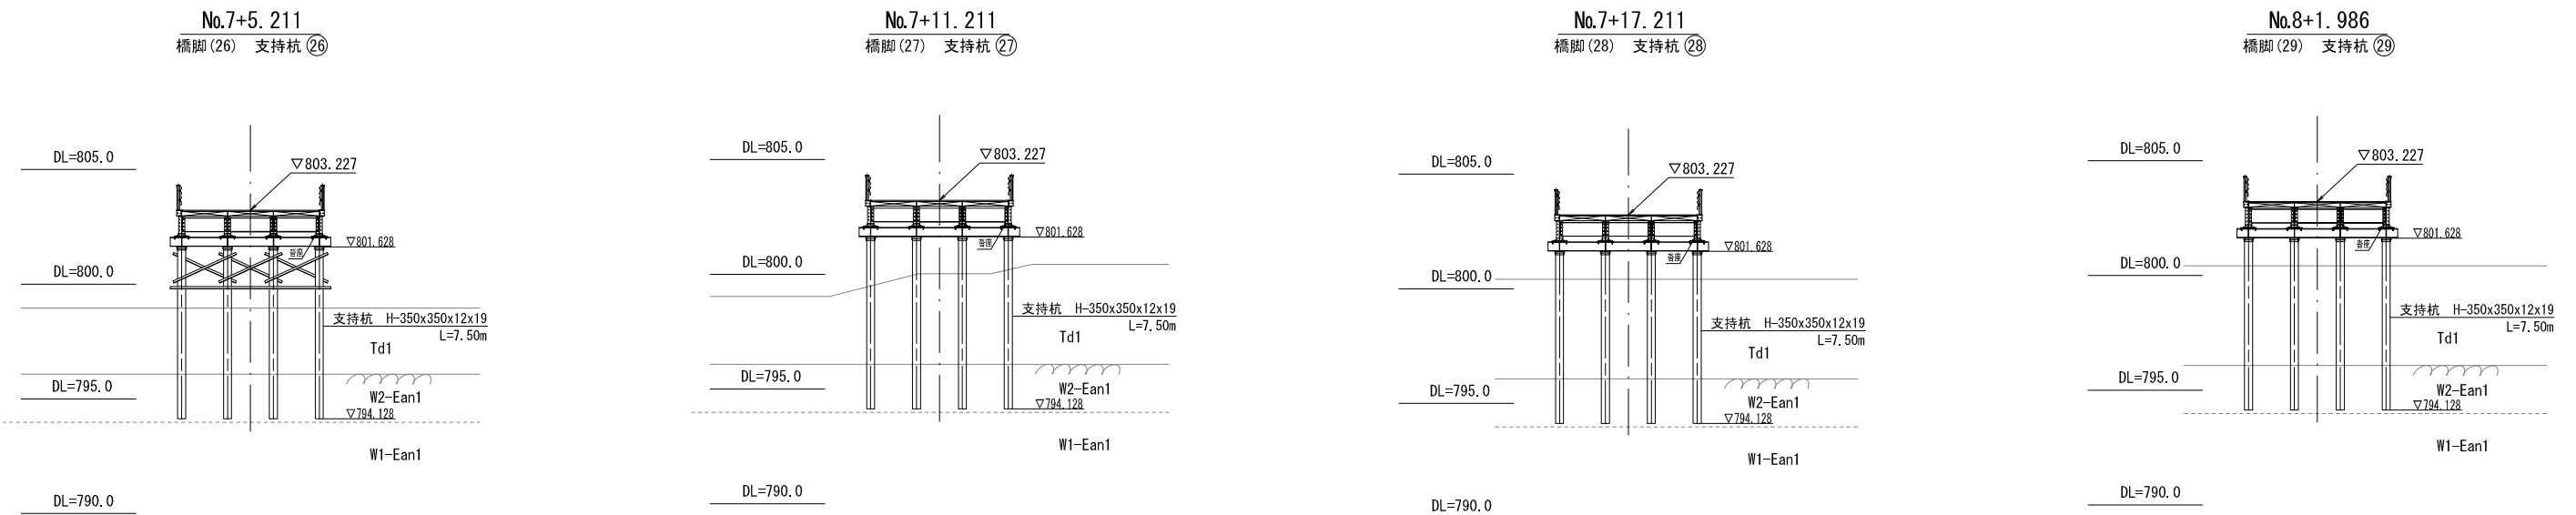 No.7+5.211
橋脚(26) 支持杭 26
DL=805.0
▽803.227
▽801.628
沓座
DL=800.0
支持杭 H-350x350x12x19
L=7.50m
Td1
DL=795.0
W2-Ean1
▽794.128
W1-Ean1
DL=790.0
No.7+11.211
橋脚(27) 支持杭 27
DL=805.0
▽803.227
▽801.628
沓座
DL=800.0
支持杭 H-350x350x12x19
L=7.50m
Td1
DL=795.0
W2-Ean1
▽794.128
W1-Ean1
DL=790.0
No.7+17.211
橋脚(28) 支持杭 28
DL=805.0
▽803.227
▽801.628
沓座
DL=800.0
支持杭 H-350x350x12x19
L=7.50m
Td1
DL=795.0
W2-Ean1
▽794.128
W1-Ean1
DL=790.0
No.8+1.986
橋脚(29) 支持杭 29
DL=805.0
▽803.227
▽801.628
沓座
DL=800.0
支持杭 H-350x350x12x19
L=7.50m
Td1
DL=795.0
W2-Ean1
▽794.128
W1-Ean1
DL=790.0